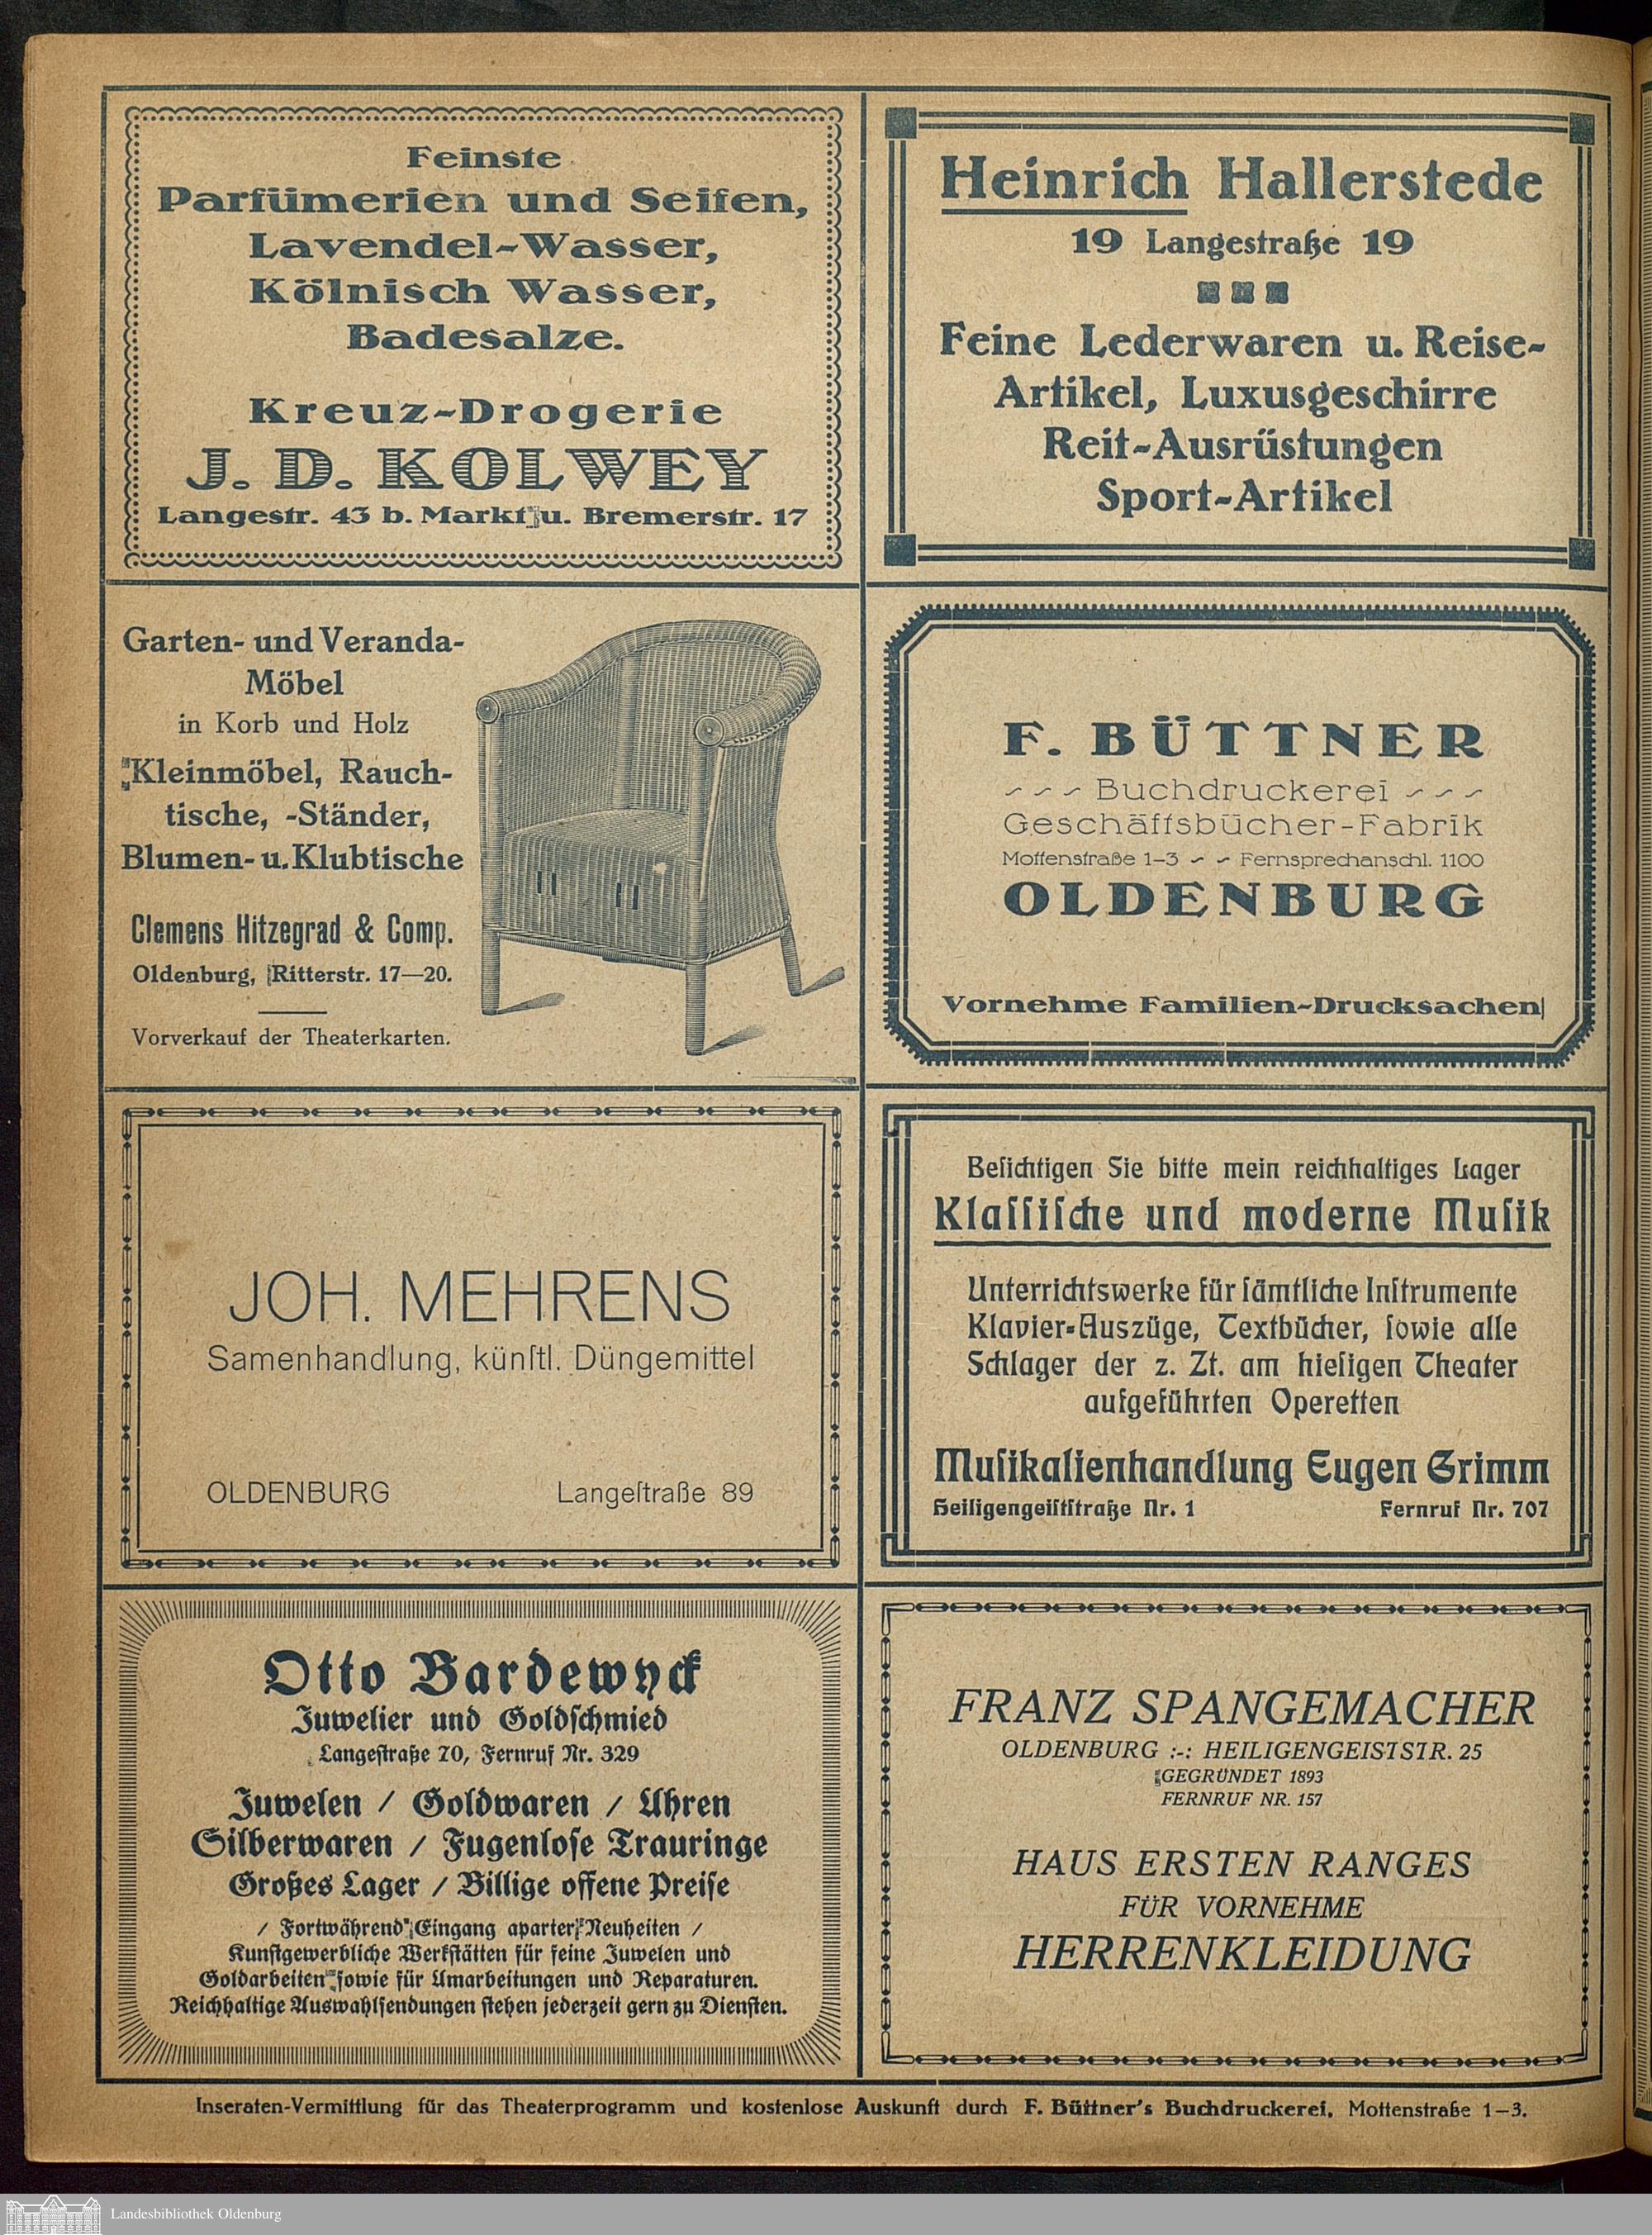 Feinste
Parfümerien und Seifen,
Lavendel-Wasser,
Kölnisch Wasser,
Badesalze.
Kreuz-Drogerie
J. D. KOLWEY
Langestr. 43 b. Markt u. Bremerstr. 17
Heinrich Hallerstede
19 Langestraße 19
Feine Lederwaren u. Reise-
Artikel, Luxusgeschirre
Reit-Ausrüstungen
Sport-Artikel
Garten- und Veranda-
Möbel
in Korb und Holz
Kleinmöbel, Rauch-
tische, -Ständer,
Blumen- u. Klubtische
Clemens Hitzegrad & Comp.
Oldenburg, Ritterstr. 17—20.
Vorverkauf der Theaterkarten.
F. BÜTTNER
Buchdruckerei
Geschäftsbücher-Fabrik
Mottenstraße 1-3 Fernsprechanschl. 1100
OLDENBURG
Vornehme Familien-Drucksachen
JOH. MEHRENS
Samenhandlung, künſtl. Düngemittel
OLDENBURG Langeſtraße 89
Beſichtigen Sie bitte mein reichhaltiges Lager
Klaſſiſche und moderne Muſik
Unterrichtswerke für ſämtliche Inſtrumente
Klavier-Auszüge, Textbücher, ſowie alle
Schlager der z. Zt. am hieſigen Theater
aufgeführten Operetten
Muſikalienhandlung Eugen Grimm
Heiligengeiſtſtraße Nr. 1 Fernruf Nr. 707
Otto Bardewyck
Juwelier und Goldſchmied
Langeſtraße 70, Fernruf Nr. 329
Juwelen / Goldwaren / Uhren
Silberwaren / Fugenloſe Trauringe
Großes Lager / Billige offene Preiſe
/ Fortwährend Eingang aparter Neuheiten /
Kunſtgewerbliche Werkſtätten für feine Juwelen und
Goldarbeiten ſowie für Umarbeitungen und Reparaturen.
Reichhaltige Auswahlſendungen ſtehen jederzeit gern zu Dienſten.
FRANZ SPANGEMACHER
OLDENBURG :-: HEILIGENGEISTSTR. 25
GEGRÜNDET 1893
FERNRUF NR. 157
HAUS ERSTEN RANGES
FÜR VORNEHME
HERRENKLEIDUNG
Inseraten-Vermittlung für das Theaterprogramm und kostenlose Auskunft durch F. Büttner's Buchdruckerei, Mottenstraße 1—3.
Landesbibliothek Oldenburg